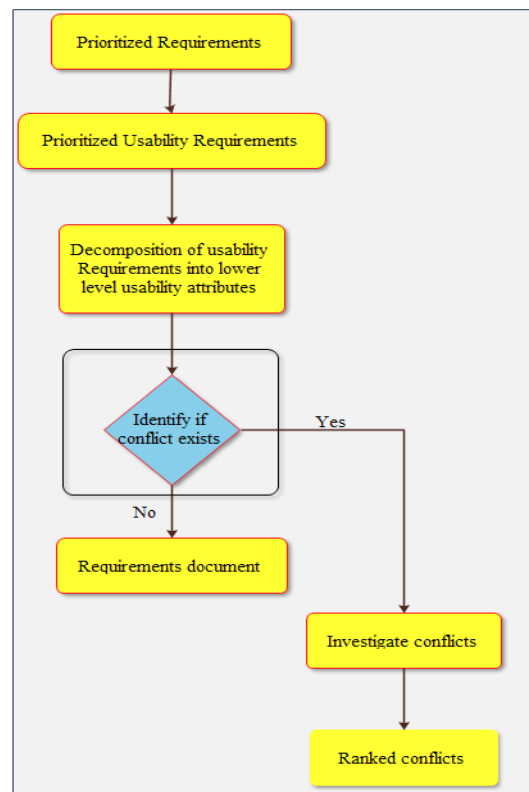 Prioritized Requirements
Prioritized Usability Requirements
Decomposition of usability
Requirements into lower
level usability attributes
Identify if
conflict exists
Yes
No
Requirements document
Investigate conflicts
Ranked conflicts